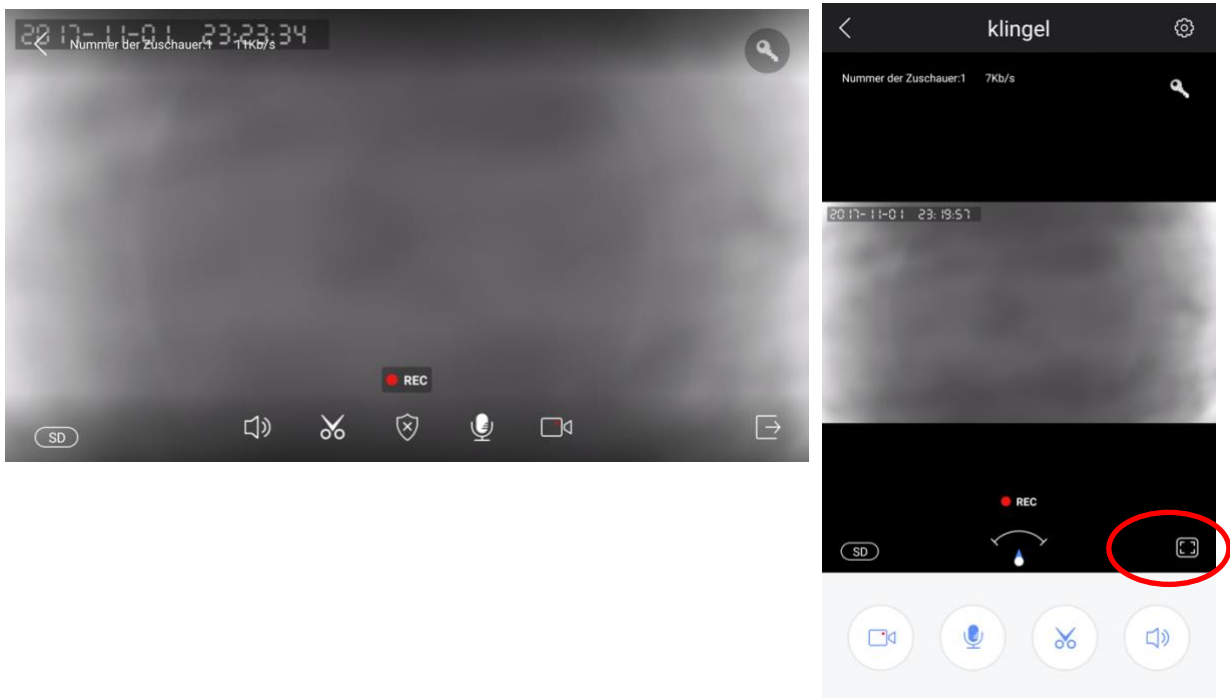 2017-11-01 23:23:34
Nummer der Zuschauer:1 11Kb/s
REC
SD
klingel
Nummer der Zuschauer:1 7Kb/s
2017-11-01 23:19:57
REC
SD